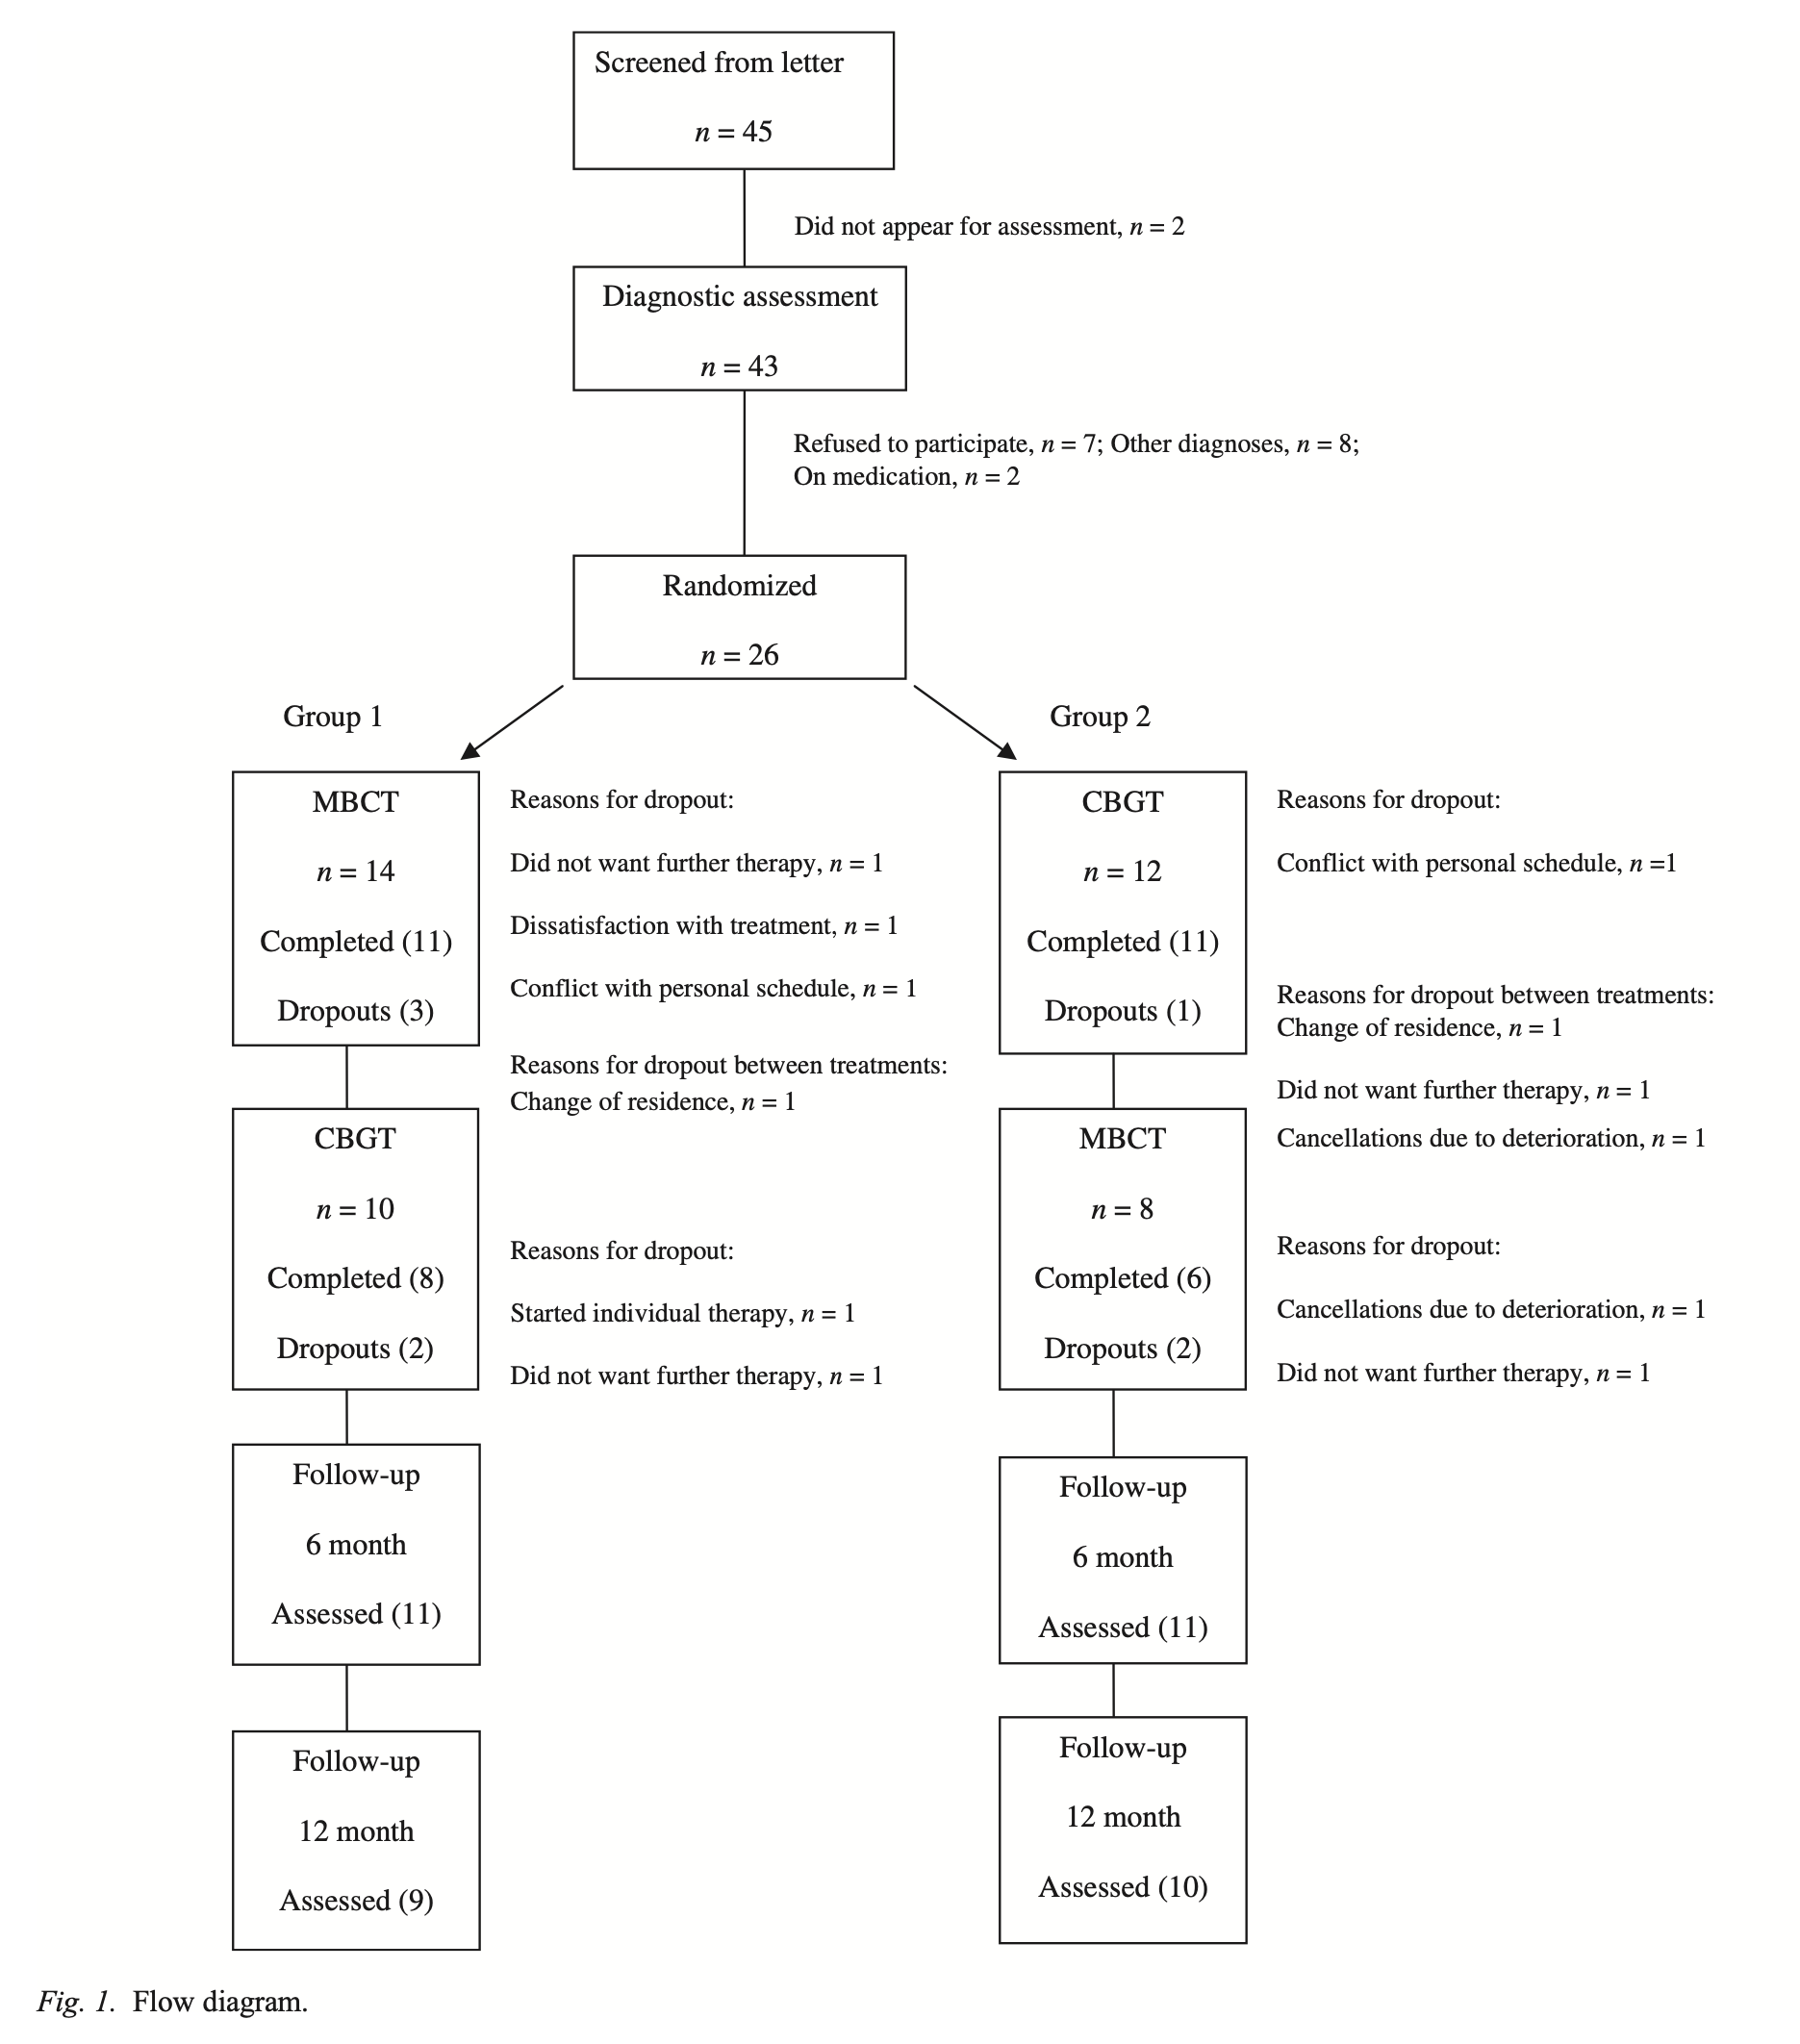 Screened from letter
n = 45
Did not appear for assessment, n = 2
Diagnostic assessment
n = 43
Refused to participate, n = 7; Other diagnoses, n = 8;
On medication, n = 2
Randomized
n = 26
Group 1
MBCT
n = 14
Completed (11)
Dropouts (3)
Reasons for dropout:
Did not want further therapy, n = 1
Dissatisfaction with treatment, n = 1
Conflict with personal schedule, n = 1
Reasons for dropout between treatments:
Change of residence, n = 1
CBGT
n = 10
Completed (8)
Dropouts (2)
Reasons for dropout:
Started individual therapy, n = 1
Did not want further therapy, n = 1
Follow-up
6 month
Assessed (11)
Follow-up
12 month
Assessed (9)
Group 2
CBGT
n = 12
Completed (11)
Dropouts (1)
Reasons for dropout:
Conflict with personal schedule, n =1
Reasons for dropout between treatments:
Change of residence, n = 1
Did not want further therapy, n = 1
Cancellations due to deterioration, n = 1
MBCT
n = 8
Completed (6)
Dropouts (2)
Reasons for dropout:
Cancellations due to deterioration, n = 1
Did not want further therapy, n = 1
Follow-up
6 month
Assessed (11)
Follow-up
12 month
Assessed (10)
Fig. 1. Flow diagram.